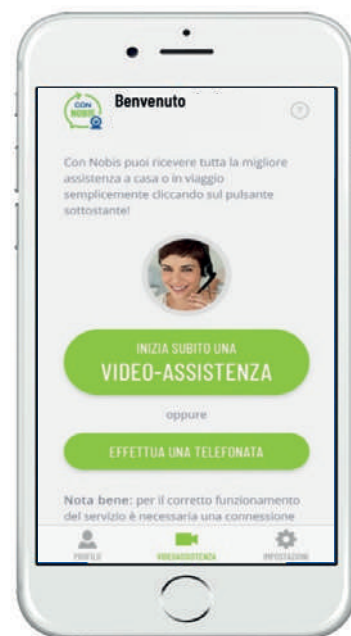 CON
NOBIS
Benvenuto
?
Con Nobis puoi ricevere tutta la migliore
assistenza a casa o in viaggio
semplicemente cliccando sul pulsante
sottostante!
INIZIA SUBITO UNA
VIDEO-ASSISTENZA
oppure
EFFETTUA UNA TELEFONATA
Nota bene: per il corretto funzionamento
del servizio è necessaria una connessione
PROFILO VIDEOASSISTENZA IMPOSTAZIONI